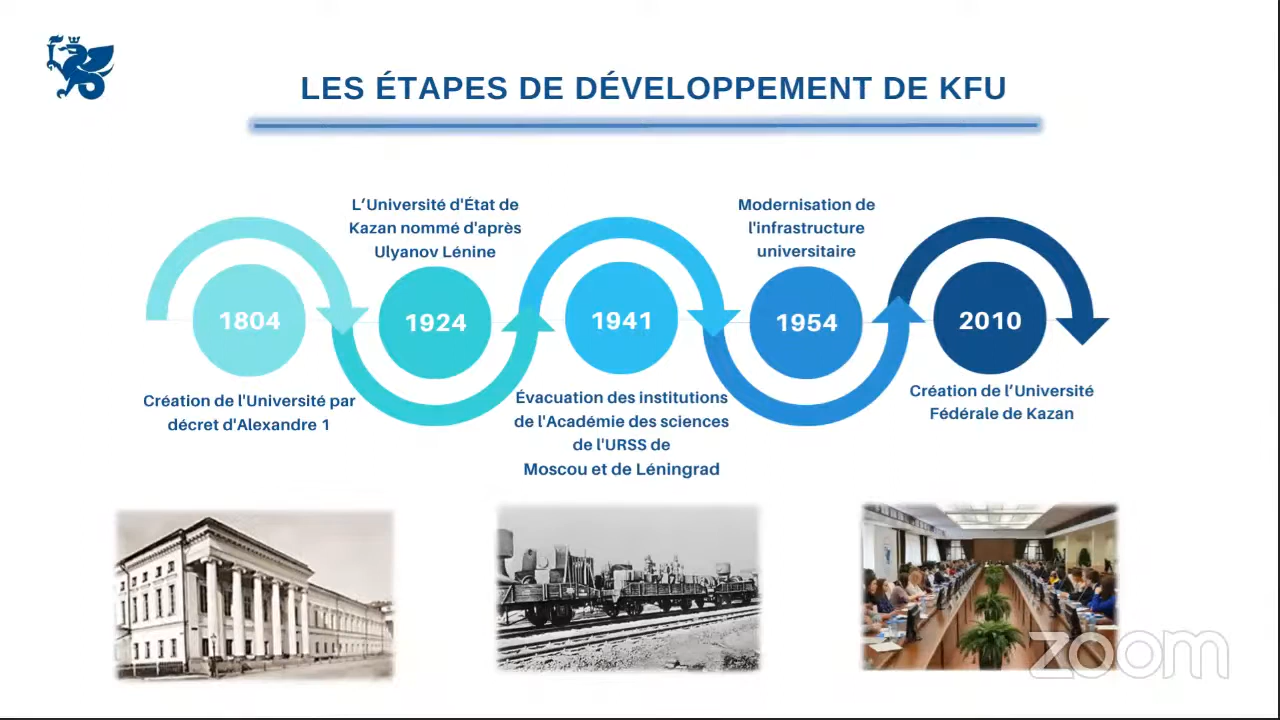 LES ÉTAPES DE DÉVELOPPEMENT DE KFU
L’Université d'État de
Kazan nommé d'après
Ulyanov Lénine
Modernisation de
l'infrastructure
universitaire
1804
1924
1941
1954
2010
Création de l'Université par
décret d'Alexandre 1
Évacuation des institutions
de l'Académie des sciences
de l'URSS de
Moscou et de Léningrad
Création de l’Université
Fédérale de Kazan
zoom